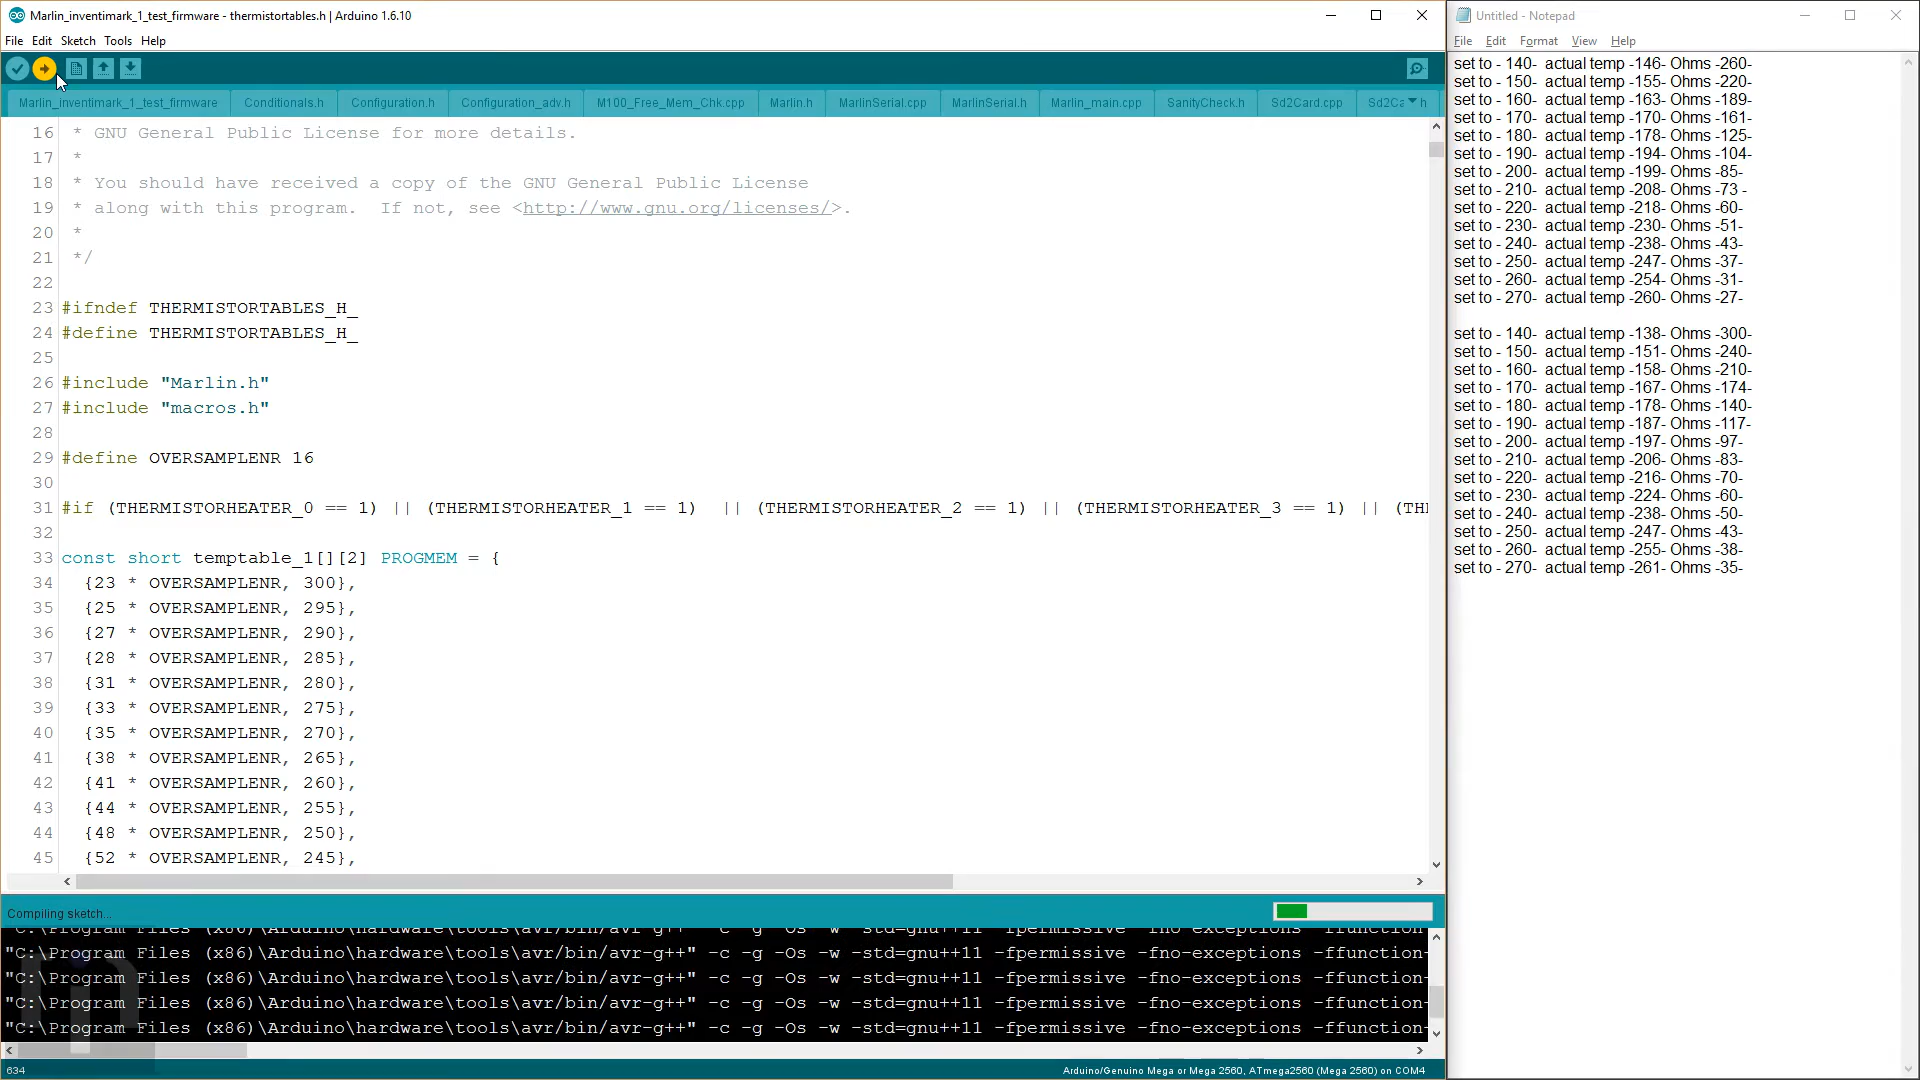 Marlin_inventimark_1_test_firmware - thermistortables.h | Arduino 1.6.10
File Edit Sketch Tools Help
Marlin_inventimark_1_test_firmware Conditionals.h Configuration.h Configuration_adv.h M100_Free_Mem_Chk.cpp Marlin.h MarlinSerial.cpp MarlinSerial.h Marlin_main.cpp SanityCheck.h Sd2Card.cpp Sd2Ca h
16 * GNU General Public License for more details.
17 *
18 * You should have received a copy of the GNU General Public License
19 * along with this program.  If not, see <http://www.gnu.org/licenses/>.
20 *
21 */
22
23 #ifndef THERMISTORTABLES_H_
24 #define THERMISTORTABLES_H_
25
26 #include "Marlin.h"
27 #include "macros.h"
28
29 #define OVERSAMPLENR 16
30
31 #if (THERMISTORHEATER_0 == 1) || (THERMISTORHEATER_1 == 1)  || (THERMISTORHEATER_2 == 1) || (THERMISTORHEATER_3 == 1) || (THI
32
33 const short temptable_1[][2] PROGMEM = {
34 {23 * OVERSAMPLENR, 300},
35 {25 * OVERSAMPLENR, 295},
36 {27 * OVERSAMPLENR, 290},
37 {28 * OVERSAMPLENR, 285},
38 {31 * OVERSAMPLENR, 280},
39 {33 * OVERSAMPLENR, 275},
40 {35 * OVERSAMPLENR, 270},
41 {38 * OVERSAMPLENR, 265},
42 {41 * OVERSAMPLENR, 260},
43 {44 * OVERSAMPLENR, 255},
44 {48 * OVERSAMPLENR, 250},
45 {52 * OVERSAMPLENR, 245},
Compiling sketch...
"C:\Program Files (x86)\Arduino\hardware\tools\avr/bin/avr-g++" -c -g -Os -w -std=gnu++11 -fpermissive -fno-exceptions -ffunction-
"C:\Program Files (x86)\Arduino\hardware\tools\avr/bin/avr-g++" -c -g -Os -w -std=gnu++11 -fpermissive -fno-exceptions -ffunction-
"C:\Program Files (x86)\Arduino\hardware\tools\avr/bin/avr-g++" -c -g -Os -w -std=gnu++11 -fpermissive -fno-exceptions -ffunction-
"C:\Program Files (x86)\Arduino\hardware\tools\avr/bin/avr-g++" -c -g -Os -w -std=gnu++11 -fpermissive -fno-exceptions -ffunction-
"C:\Program Files (x86)\Arduino\hardware\tools\avr/bin/avr-g++" -c -g -Os -w -std=gnu++11 -fpermissive -fno-exceptions -ffunction-
634 Arduino/Genuino Mega or Mega 2560, ATmega2560 (Mega 2560) on COM4
Untitled - Notepad
File Edit Format View Help
set to - 140-  actual temp -146- Ohms -260-
set to - 150-  actual temp -155- Ohms -220-
set to - 160-  actual temp -163- Ohms -189-
set to - 170-  actual temp -170- Ohms -161-
set to - 180-  actual temp -178- Ohms -125-
set to - 190-  actual temp -194- Ohms -104-
set to - 200-  actual temp -199- Ohms -85-
set to - 210-  actual temp -208- Ohms -73 -
set to - 220-  actual temp -218- Ohms -60-
set to - 230-  actual temp -230- Ohms -51-
set to - 240-  actual temp -238- Ohms -43-
set to - 250-  actual temp -247- Ohms -37-
set to - 260-  actual temp -254- Ohms -31-
set to - 270-  actual temp -260- Ohms -27-
set to - 140-  actual temp -138- Ohms -300-
set to - 150-  actual temp -151- Ohms -240-
set to - 160-  actual temp -158- Ohms -210-
set to - 170-  actual temp -167- Ohms -174-
set to - 180-  actual temp -178- Ohms -140-
set to - 190-  actual temp -187- Ohms -117-
set to - 200-  actual temp -197- Ohms -97-
set to - 210-  actual temp -206- Ohms -83-
set to - 220-  actual temp -216- Ohms -70-
set to - 230-  actual temp -224- Ohms -60-
set to - 240-  actual temp -238- Ohms -50-
set to - 250-  actual temp -247- Ohms -43-
set to - 260-  actual temp -255- Ohms -38-
set to - 270-  actual temp -261- Ohms -35-